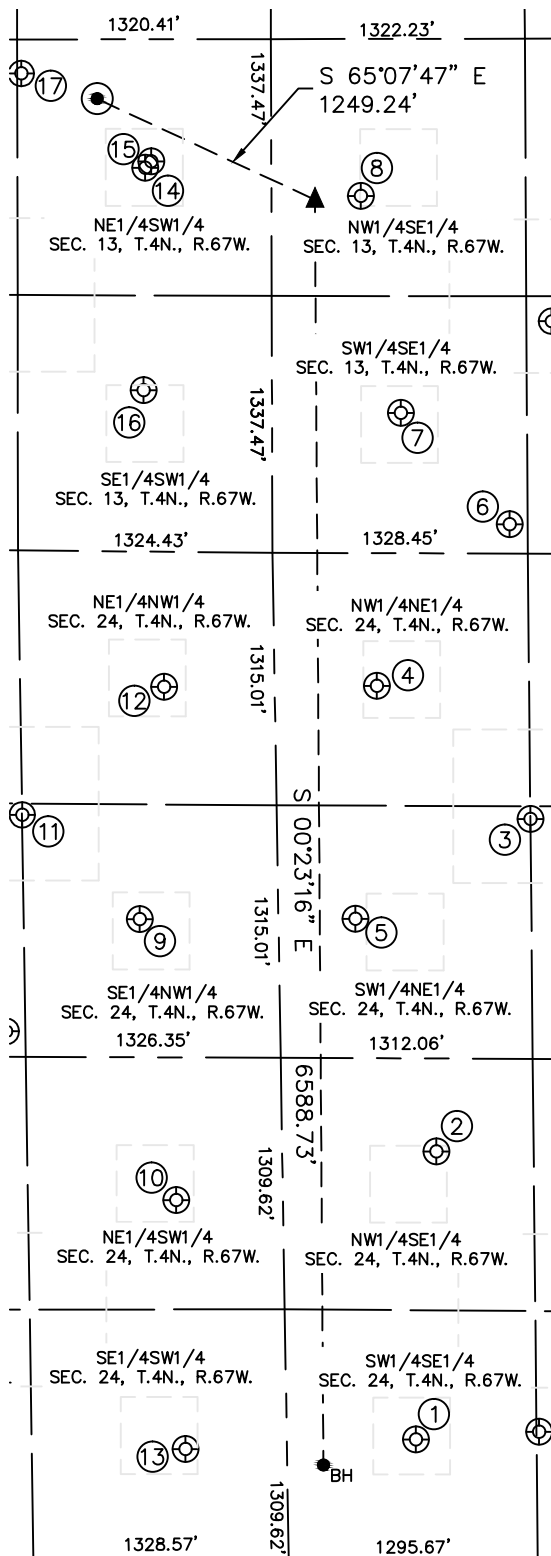 1320.41'
1322.23'
1337.47'
S 65°07'47" E
1249.24'
17
15
14
8
NE1/4SW1/4
SEC. 13, T.4N., R.67W.
NW1/4SE1/4
SEC. 13, T.4N., R.67W.
SW1/4SE1/4
SEC. 13, T.4N., R.67W.
16
1337.47'
7
SE1/4SW1/4
SEC. 13, T.4N., R.67W.
6
1324.43'
1328.45'
NE1/4NW1/4
SEC. 24, T.4N., R.67W.
NW1/4NE1/4
SEC. 24, T.4N., R.67W.
12
1315.01'
4
11
S 00°23'16" E
3
9
1315.01'
5
SE1/4NW1/4
SEC. 24, T.4N., R.67W.
SW1/4NE1/4
SEC. 24, T.4N., R.67W.
1326.35'
1312.06'
6588.73'
2
10
1309.62'
NE1/4SW1/4
SEC. 24, T.4N., R.67W.
NW1/4SE1/4
SEC. 24, T.4N., R.67W.
SE1/4SW1/4
SEC. 24, T.4N., R.67W.
SW1/4SE1/4
SEC. 24, T.4N., R.67W.
1
13
BH
1309.62'
1328.57'
1295.67'